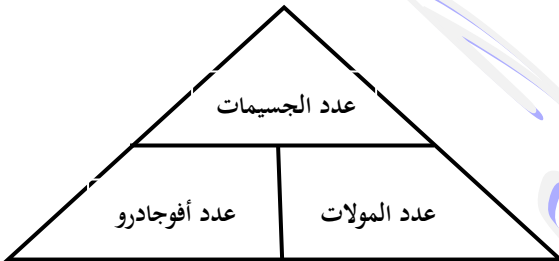 عدد الجسيمات
عدد المولات
عدد أفوجادرو